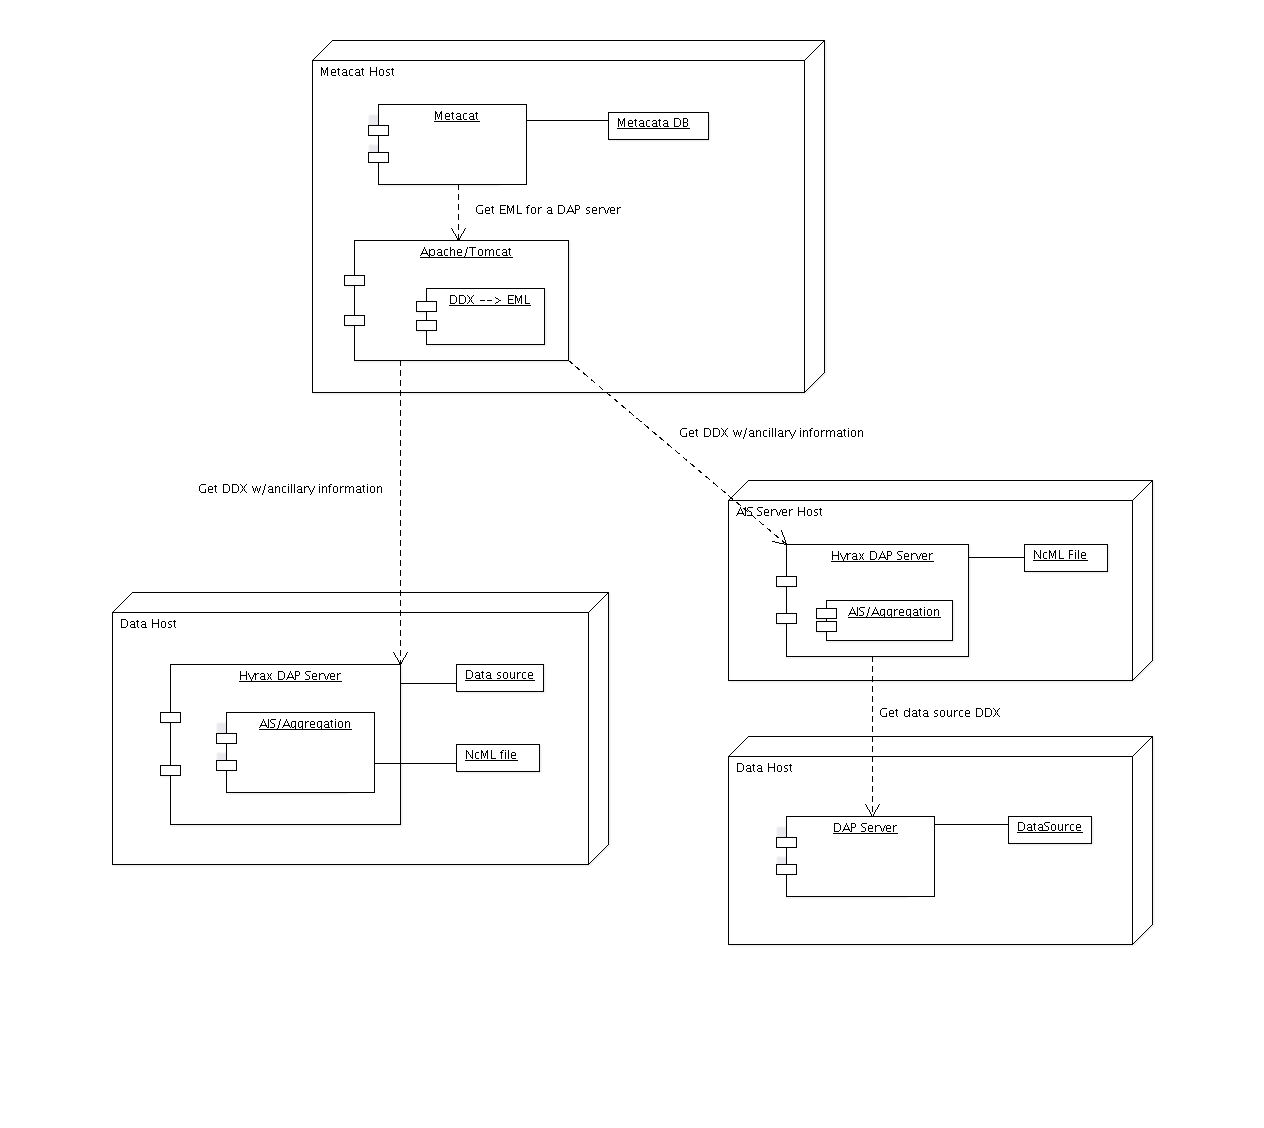 Metacat Host
Metacat
Metacata DB
Get EML for a DAP server
Apache/Tomcat
DDX --> EML
Get DDX w/ancillary information
Get DDX w/ancillary information
AIS Server Host
Hyrax DAP Server
NcML File
AIS/Aggregation
Data Host
Hyrax DAP Server
Data source
AIS/Aggregation
NcML file
Get data source DDX
Data Host
DAP Server
DataSource